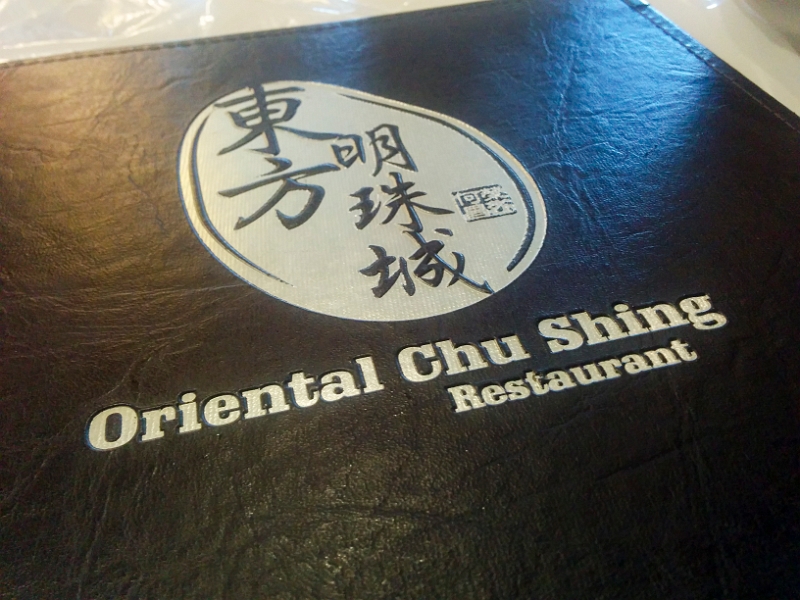 東方
明珠城
Oriental Chu Shing
Restaurant